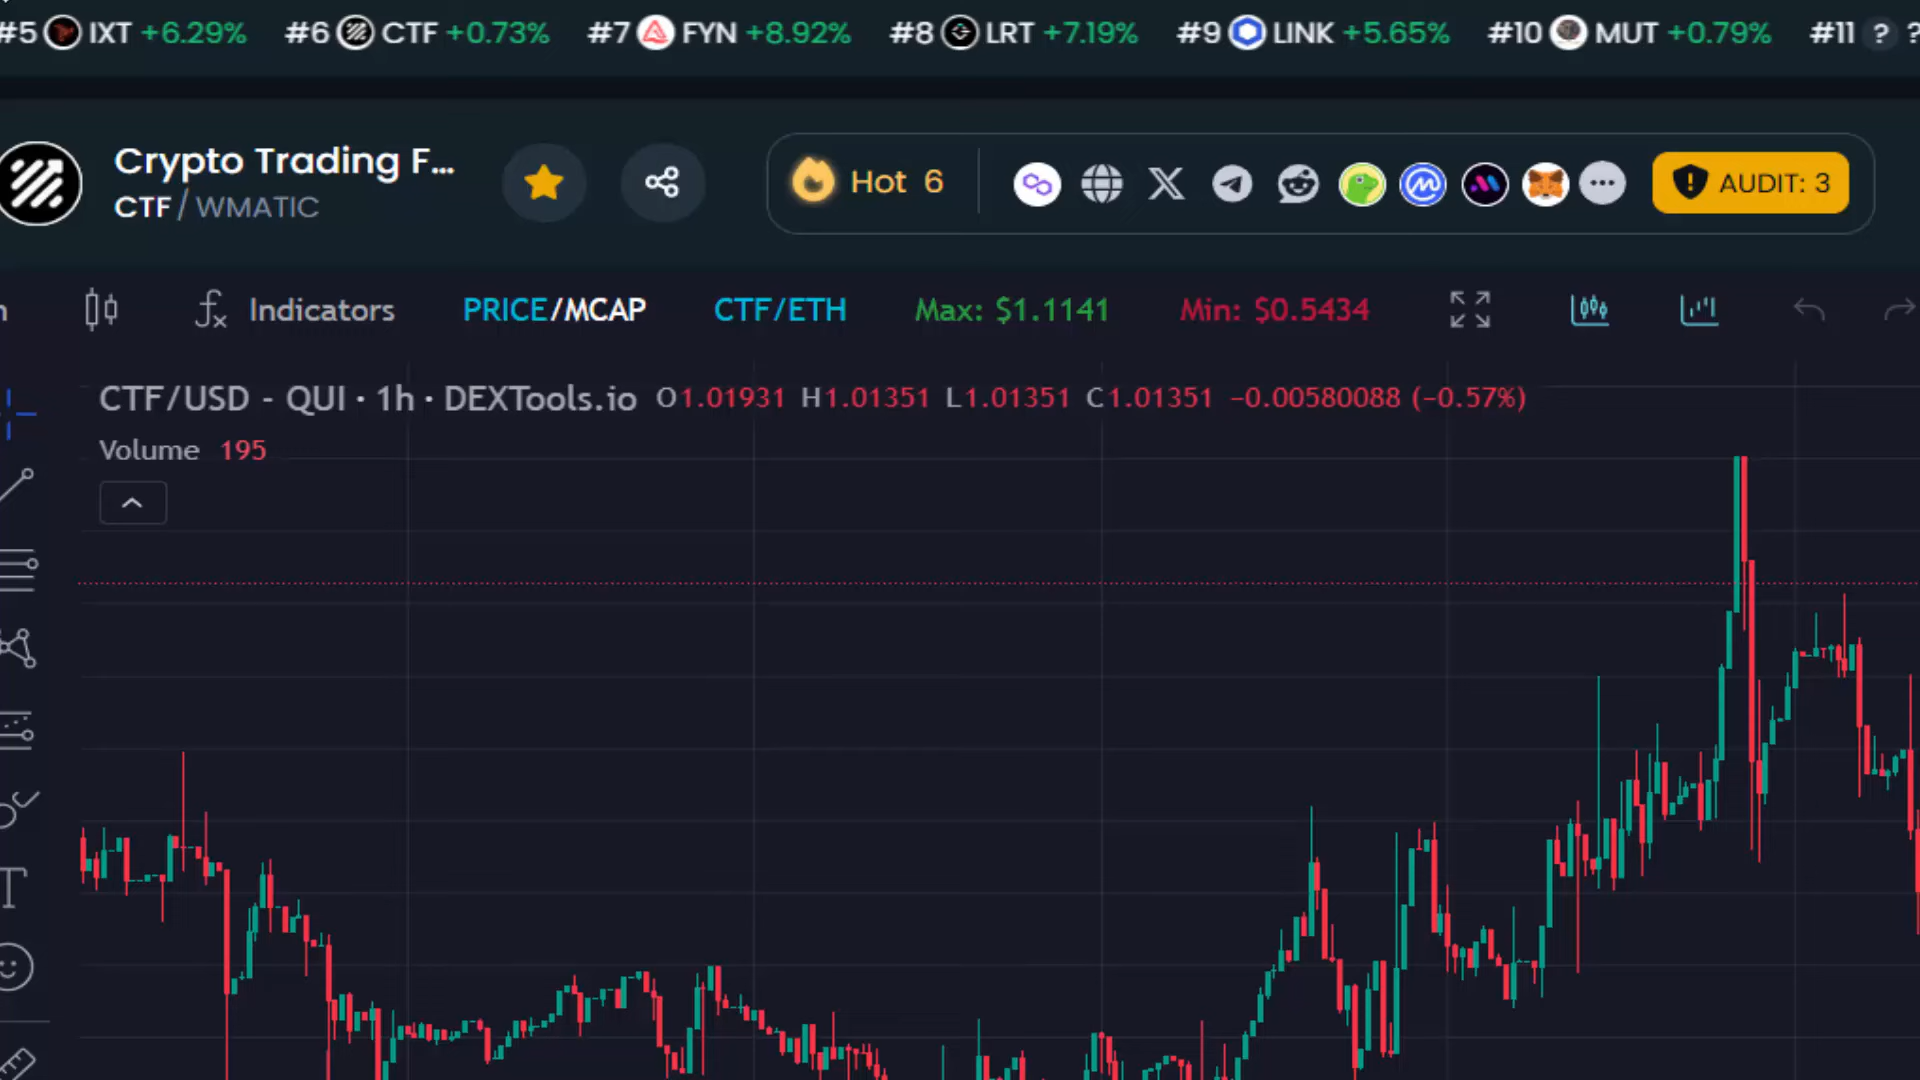 #5 IXT +6.29% #6 CTF +0.73% #7 FYN +8.92% #8 LRT +7.19% #9 LINK +5.65% #10 MUT +0.79% #11 ? ?
Crypto Trading F...
CTF / WMATIC
Hot 6
AUDIT: 3
Indicators PRICE/MCAP CTF/ETH Max: $1.1141 Min: $0.5434
CTF/USD - QUI · 1h · DEXTools.io O1.01931 H1.01351 L1.01351 C1.01351 −0.00580088 (−0.57%)
Volume 195